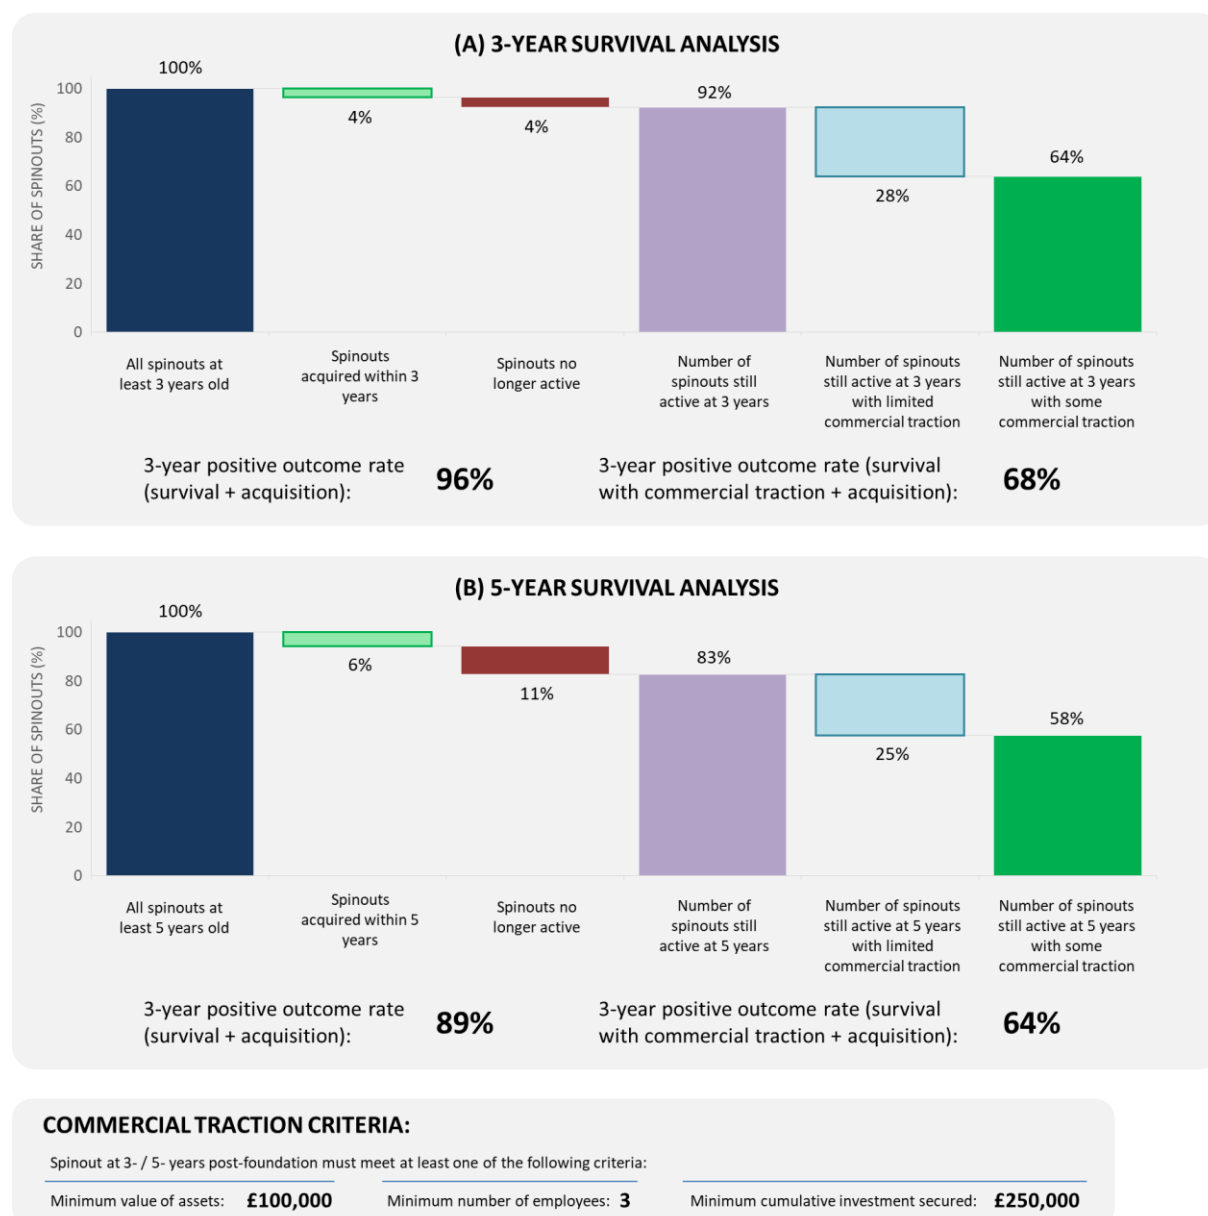 (A) 3-YEAR SURVIVAL ANALYSIS
SHARE OF SPINOUTS (%)
100
80
60
40
20
0
100%
4%
4%
92%
28%
64%
All spinouts at
least 3 years old
Spinouts
acquired within 3
years
Spinouts no
longer active
Number of
spinouts still
active at 3 years
Number of spinouts
still active at 3 years
with limited
commercial traction
Number of spinouts
still active at 3 years
with some
commercial traction
3-year positive outcome rate
(survival + acquisition):
96%
3-year positive outcome rate (survival
with commercial traction + acquisition):
68%
(B) 5-YEAR SURVIVAL ANALYSIS
SHARE OF SPINOUTS (%)
100
80
60
40
20
0
100%
6%
11%
83%
25%
58%
All spinouts at
least 5 years old
Spinouts
acquired within 5
years
Spinouts no
longer active
Number of
spinouts still
active at 5 years
Number of spinouts
still active at 5 years
with limited
commercial traction
Number of spinouts
still active at 5 years
with some
commercial traction
3-year positive outcome rate
(survival + acquisition):
89%
3-year positive outcome rate (survival
with commercial traction + acquisition):
64%
COMMERCIAL TRACTION CRITERIA:
Spinout at 3- / 5- years post-foundation must meet at least one of the following criteria:
Minimum value of assets: £100,000
Minimum number of employees: 3
Minimum cumulative investment secured: £250,000